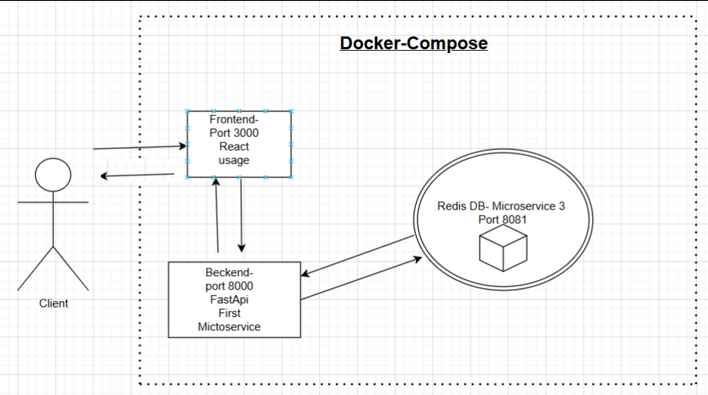 Docker-Compose
Frontend-
Port 3000
React
usage
Redis DB- Microservice 3
Port 8081
Beckend-
port 8000
FastApi
First
Mictoservice
Client